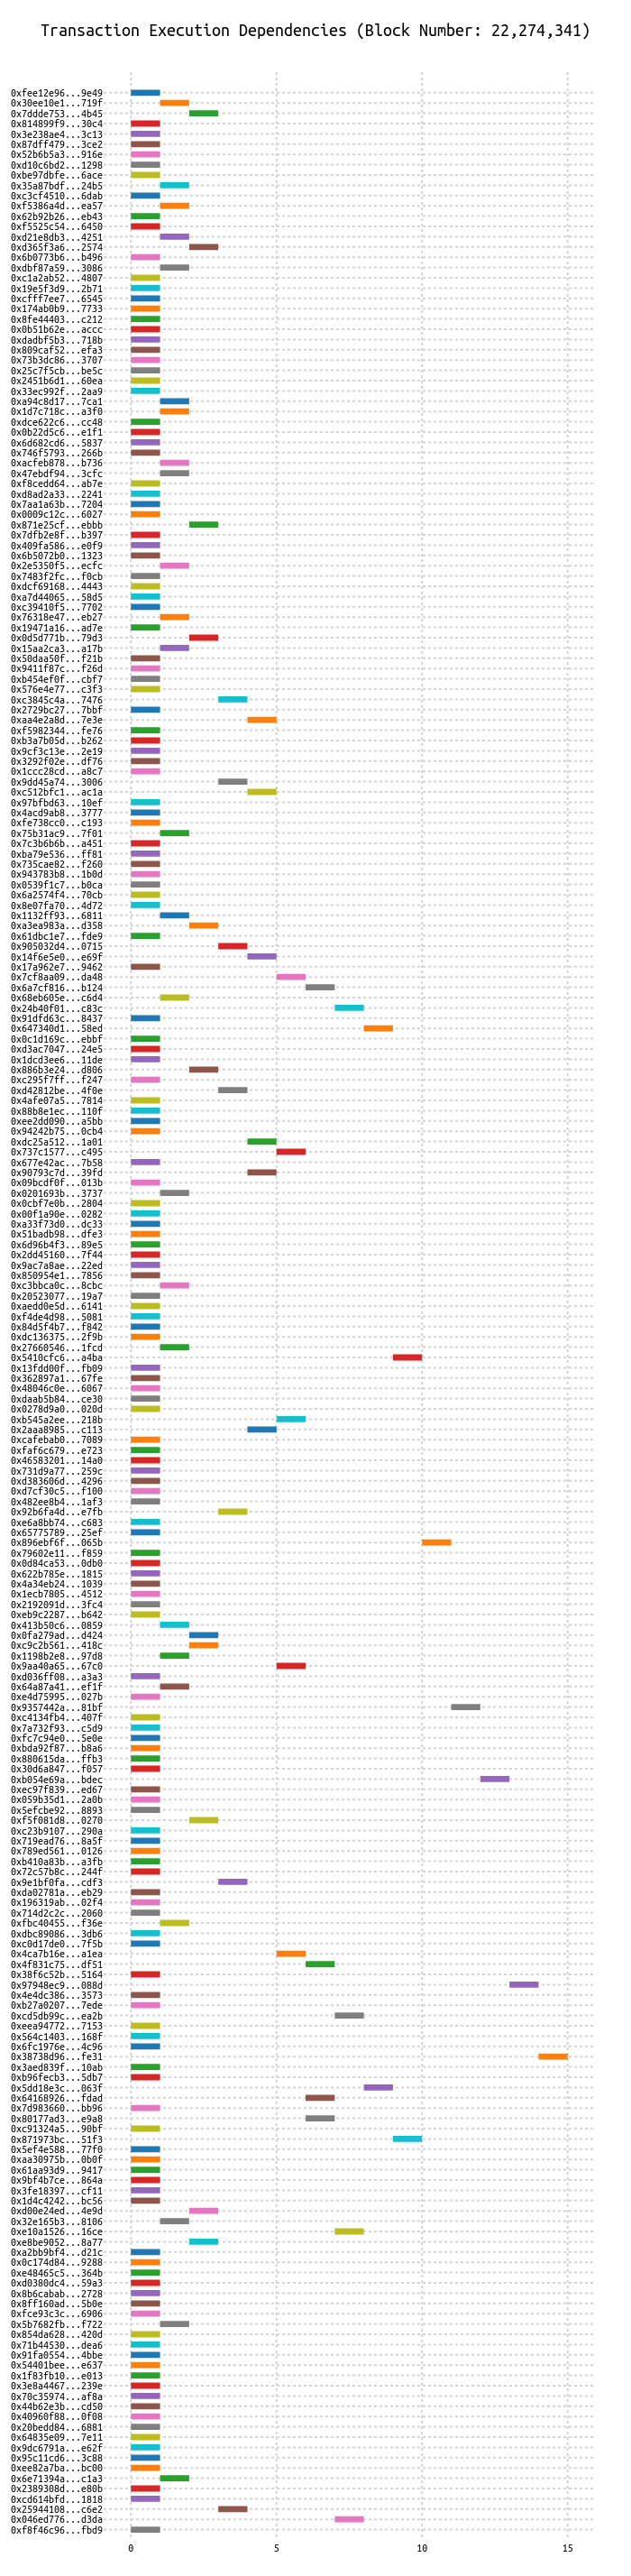 Transaction Execution Dependencies (Block Number: 22,274,341)
0xfee12e96...9e49
0x30ee10e1...719f
0x7ddde753...4b45
0x814899f9...30c4
0x3e238ae4...3c13
0x87dff479...3ce2
0x52b6b5a3...916e
0xd10c6bd2...1298
0xbe97dbfe...6ace
0x35a87bdf...24b5
0xc3cf4510...6dab
0xf5386a4d...ea57
0x62b92b26...eb43
0xf5525c54...6450
0xd21e8db3...4251
0xd365f3a6...2574
0x6b0773b6...b496
0xdbf87a59...3086
0xc1a2ab52...4807
0x19e5f3d9...2b71
0xcfff7ee7...6545
0x174ab0b9...7733
0x8fe44403...c212
0x0b51b62e...accc
0xdadbf5b3...718b
0x809caf52...efa3
0x73b3dc86...3707
0x25c7f5cb...be5c
0x2451b6d1...60ea
0x33ec992f...2aa9
0xa94c8d17...7ca1
0x1d7c718c...a3f0
0xdce622c6...cc48
0x0b22d5c6...e1f1
0x6d682cd6...5837
0x746f5793...266b
0xacfeb878...b736
0x47ebdf94...3cfc
0xf8cedd64...ab7e
0xd8ad2a33...2241
0x7aa1a63b...7204
0x0009c12c...6027
0x871e25cf...ebbb
0x7dfb2e8f...b397
0x409fa586...e0f9
0x6b5072b0...1323
0x2e5350f5...ecfc
0x7483f2fc...f0cb
0xdcf69168...4443
0xa7d44065...58d5
0xc39410f5...7702
0x76318e47...eb27
0x19471a16...ad7e
0x0d5d771b...79d3
0x15aa2ca3...a17b
0x50daa50f...f21b
0x9411f87c...f26d
0xb454ef0f...cbf7
0x576e4e77...c3f3
0xc3845c4a...7476
0x2729bc27...7bbf
0xaa4e2a8d...7e3e
0xf5982344...fe76
0xb3a7b05d...b262
0x9cf3c13e...2e19
0x3292f02e...df76
0x1ccc28cd...a8c7
0x9dd45a74...3006
0xc512bfc1...ac1a
0x97bfbd63...10ef
0x4acd9ab8...3777
0xfe738cc0...c193
0x75b31ac9...7f01
0x7c3b6b6b...a451
0xba79e536...ff81
0x735cae82...f260
0x943783b8...1b0d
0x0539f1c7...b0ca
0x6a2574f4...70cb
0x8e07fa70...4d72
0x1132ff93...6811
0xa3ea983a...d358
0x61dbc1e7...fde9
0x905032d4...0715
0x14f6e5e0...e69f
0x17a962e7...9462
0x7cf8aa09...da48
0x6a7cf816...b124
0x68eb605e...c6d4
0x24b40f01...c83c
0x91dfd63c...8437
0x647340d1...58ed
0x0c1d169c...ebbf
0xd3ac7047...24e5
0x1dcd3ee6...11de
0x886b3e24...d806
0xc295f7ff...f247
0xd42812be...4f0e
0x4afe07a5...7814
0x88b8e1ec...110f
0xee2dd090...a5bb
0x94242b75...0cb4
0xdc25a512...1a01
0x737c1577...c495
0x677e42ac...7b58
0x90793c7d...39fd
0x09bcdf0f...013b
0x0201693b...3737
0x0cbf7e0b...2804
0x00f1a90e...0282
0xa33f73d0...dc33
0x51badb98...dfe3
0x6d96b4f3...89e5
0x2dd45160...7f44
0x9ac7a8ae...22ed
0x850954e1...7856
0xc3bbca0c...8cbc
0x20523077...19a7
0xaedd0e5d...6141
0xf4de4d98...5081
0x84d5f4b7...f842
0xdc136375...2f9b
0x27660546...1fcd
0x5410cfc6...a4ba
0x13fdd00f...fb09
0x362897a1...67fe
0x48046c0e...6067
0xdaab5b84...ce30
0x0278d9a0...020d
0xb545a2ee...218b
0x2aaa8985...c113
0xcafebab0...7089
0xfaf6c679...e723
0x46583201...14a0
0x731d9a77...259c
0xd383606d...4296
0xd7cf30c5...f100
0x482ee8b4...1af3
0x92b6fa4d...e7fb
0xe6a8bb74...c683
0x65775789...25ef
0x896ebf6f...065b
0x79602e11...f859
0x0d84ca53...0db0
0x622b785e...1815
0x4a34eb24...1039
0x1ecb7805...4512
0x2192091d...3fc4
0xeb9c2287...b642
0x413b50c6...0859
0x0fa279ad...d424
0xc9c2b561...418c
0x1198b2e8...97d8
0x9aa40a65...67c0
0xd036ff08...a3a3
0x64a87a41...ef1f
0xe4d75995...027b
0x9357442a...81bf
0xc4134fb4...407f
0x7a732f93...c5d9
0xfc7c94e0...5e0e
0xbda92f87...b8a6
0x880615da...ffb3
0x30d6a847...f057
0xb054e69a...bdec
0xec97f839...ed67
0x059b35d1...2a0b
0x5efcbe92...8893
0xf5f081d8...0270
0xc23b9107...290a
0x719ead76...8a5f
0x789ed561...0126
0xb410a83b...a3fb
0x72c57b8c...244f
0x9e1bf0fa...cdf3
0xda02781a...eb29
0x196319ab...02f4
0x714d2c2c...2060
0xfbc40455...f36e
0xdbc89086...3db6
0xc0d17de0...7f5b
0x4ca7b16e...a1ea
0x4f831c75...df51
0x38f6c52b...5164
0x97948ec9...088d
0x4e4dc386...3573
0xb27a0207...7ede
0xcd5db99c...ea2b
0xeea94772...7153
0x564c1403...168f
0x6fc1976e...4c96
0x38738d96...fe31
0x3aed839f...10ab
0xb96fecb3...5db7
0x5dd18e3c...063f
0x64168926...fdad
0x7d983660...bb96
0x80177ad3...e9a8
0xc91324a5...90bf
0x871973bc...51f3
0x5ef4e588...77f0
0xaa30975b...0b0f
0x61aa93d9...9417
0x9bf4b7ce...864a
0x3fe18397...cf11
0x1d4c4242...bc56
0xd00e24ed...4e9d
0x32e165b3...8106
0xe10a1526...16ce
0xe8be9052...8a77
0xa2bb9bf4...d21c
0x0c174d84...9288
0xe48465c5...364b
0xd0380dc4...59a3
0x8b6cabab...2728
0x8ff160ad...5b0e
0xfce93c3c...6906
0x5b7682fb...f722
0x854da628...420d
0x71b44530...dea6
0x91fa0554...4bbe
0x54401bee...e637
0x1f83fb10...e013
0x3e8a4467...239e
0x70c35974...af8a
0x44b62e3b...cd50
0x40960f88...0f08
0x20bedd84...6881
0x64835e09...7e11
0x9dc6791a...e62f
0x95c11cd6...3c88
0xee82a7ba...bc00
0x6e71394a...c1a3
0x2389308d...e80b
0xcd614bfd...1818
0x25944108...c6e2
0x046ed776...d3da
0xf8f46c96...fbd9
0 5 10 15